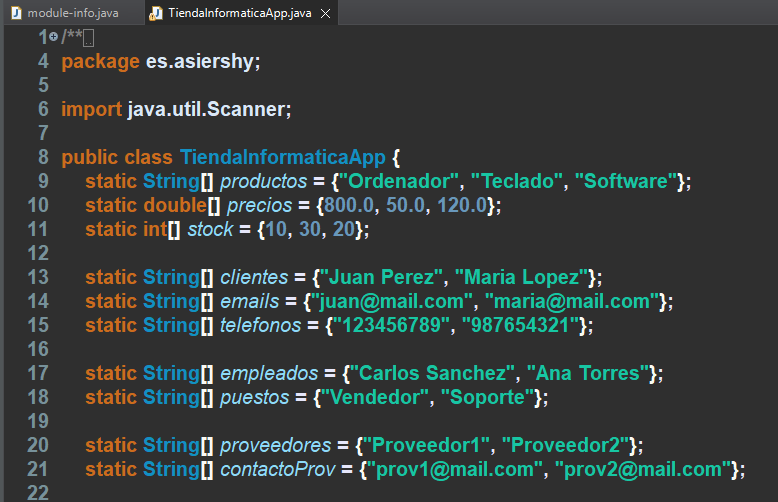 module-info.java TiendaInformaticaApp.java
1 /**
4 package es.asiershy;
5
6 import java.util.Scanner;
7
8 public class TiendaInformaticaApp {
9 static String[] productos = {"Ordenador", "Teclado", "Software"};
10 static double[] precios = {800.0, 50.0, 120.0};
11 static int[] stock = {10, 30, 20};
12
13 static String[] clientes = {"Juan Perez", "Maria Lopez"};
14 static String[] emails = {"juan@mail.com", "maria@mail.com"};
15 static String[] telefonos = {"123456789", "987654321"};
16
17 static String[] empleados = {"Carlos Sanchez", "Ana Torres"};
18 static String[] puestos = {"Vendedor", "Soporte"};
19
20 static String[] proveedores = {"Proveedor1", "Proveedor2"};
21 static String[] contactoProv = {"prov1@mail.com", "prov2@mail.com"};
22